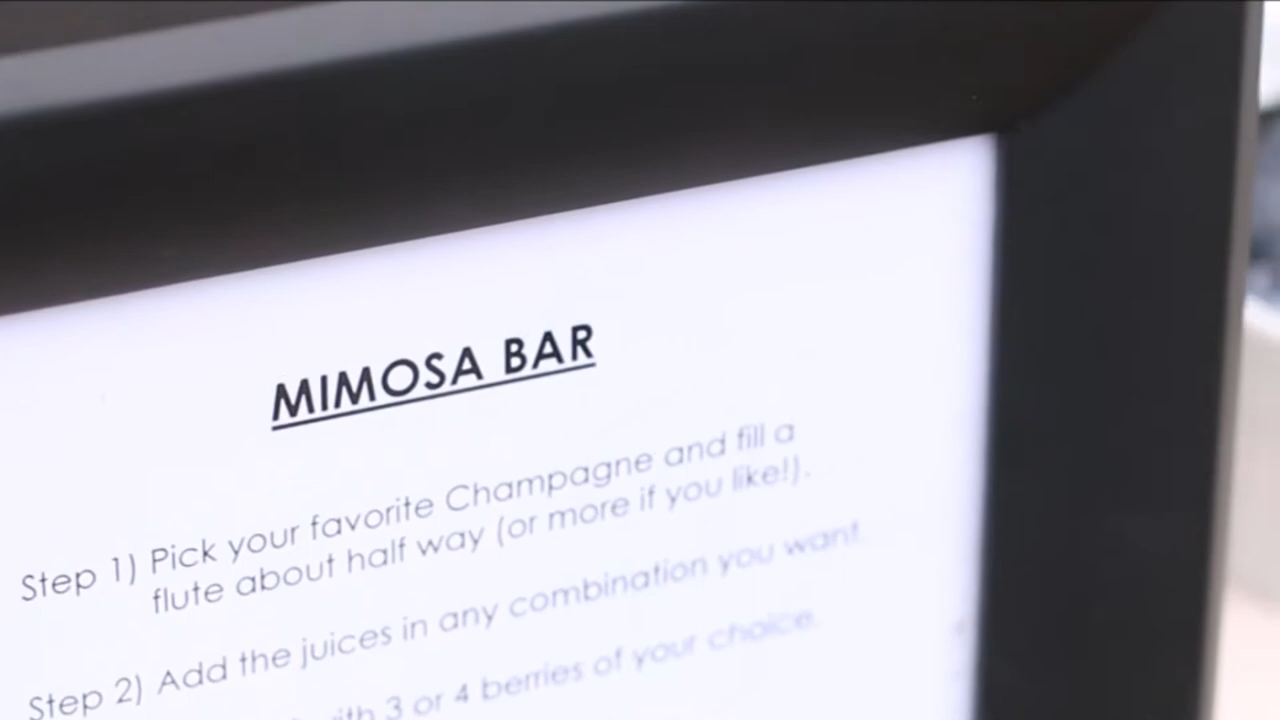 MIMOSA BAR
Step 1) Pick your favorite Champagne and fill a
flute about half way (or more if you like!).
Step 2) Add the juices in any combination you want.
3 or 4 berries of your choice.